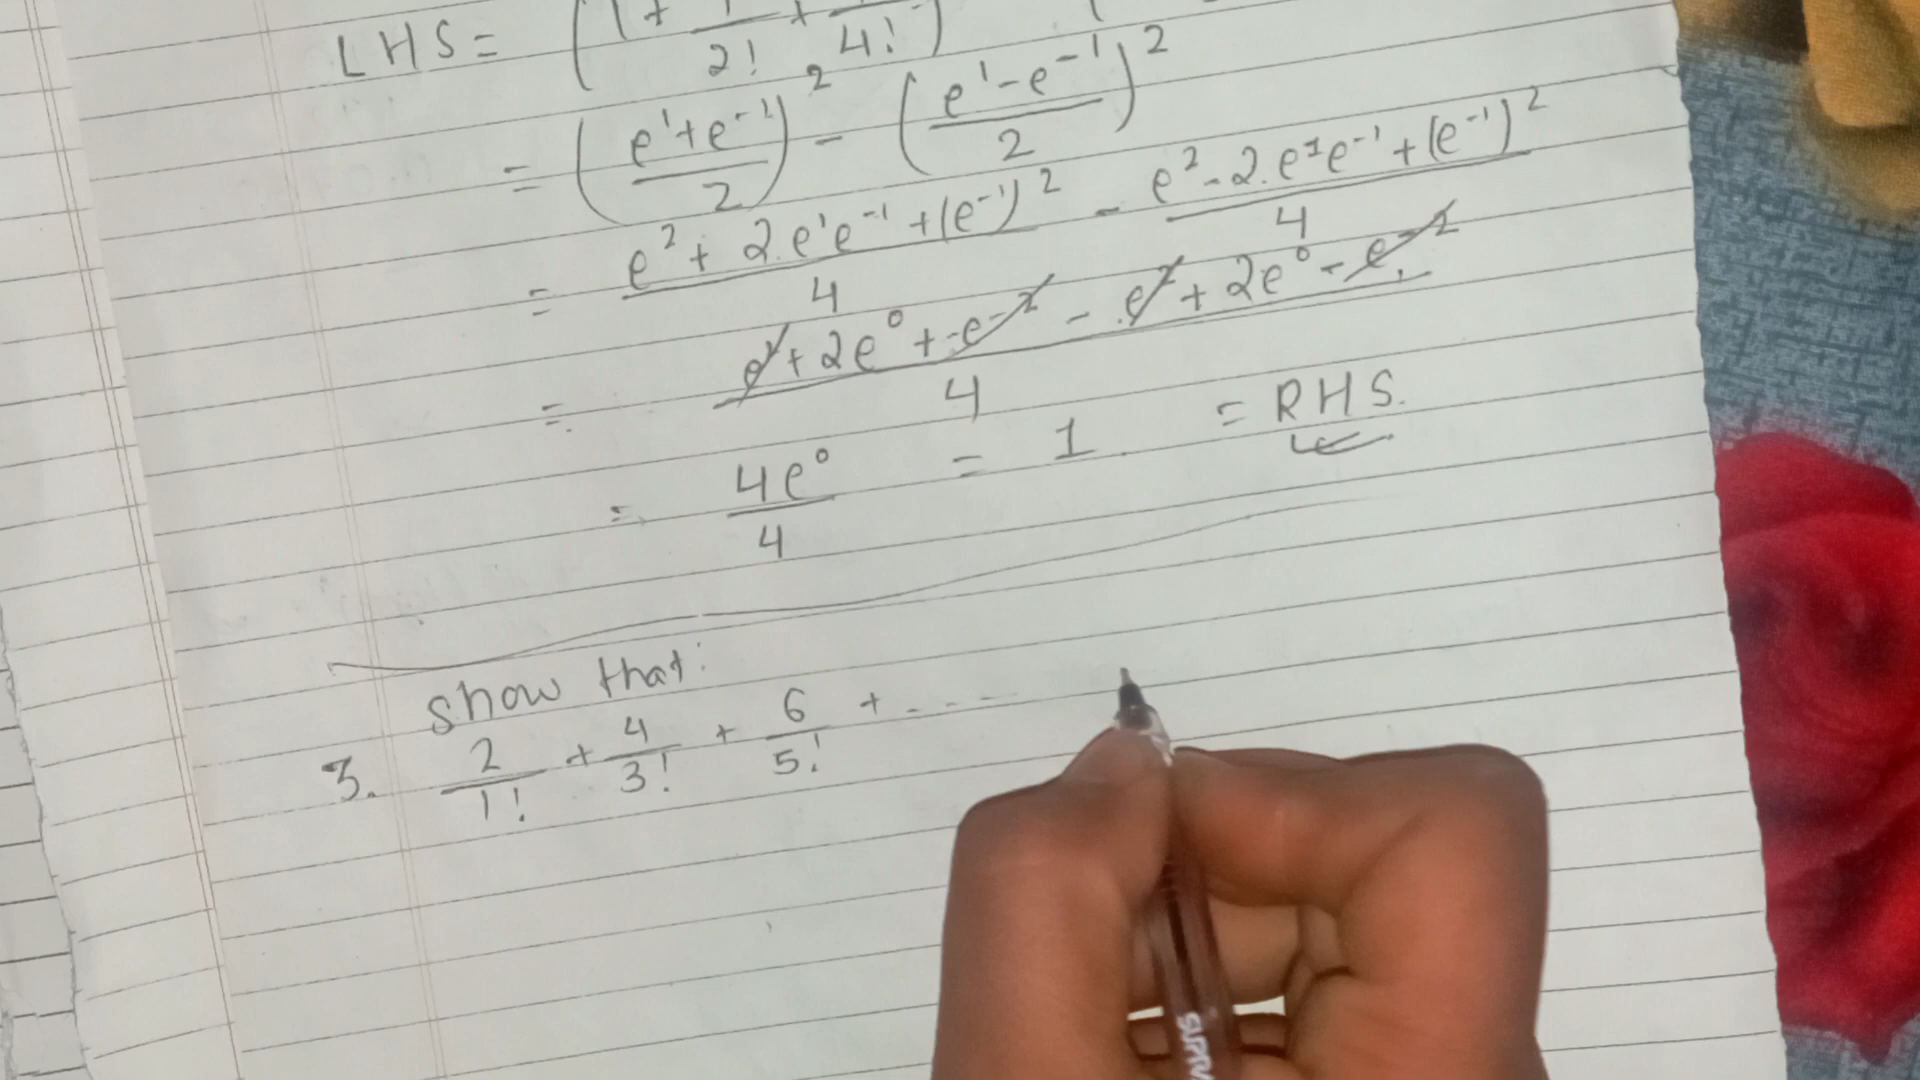 LHS = (1 + 1/2! + 1/4! )
= ((e¹+e⁻¹)/2)² - ((e¹-e⁻¹)/2)²
= (e² + 2.e¹e⁻¹ + (e⁻¹)²)/4 - (e² - 2.e¹e⁻¹ + (e⁻¹)²)/4
= (e² + 2e⁰ + e⁻² - e² + 2e⁰ - e⁻²)/4
= 4e⁰/4 = 1 = RHS.
show that:
3. 2/1! + 4/3! + 6/5! + ....